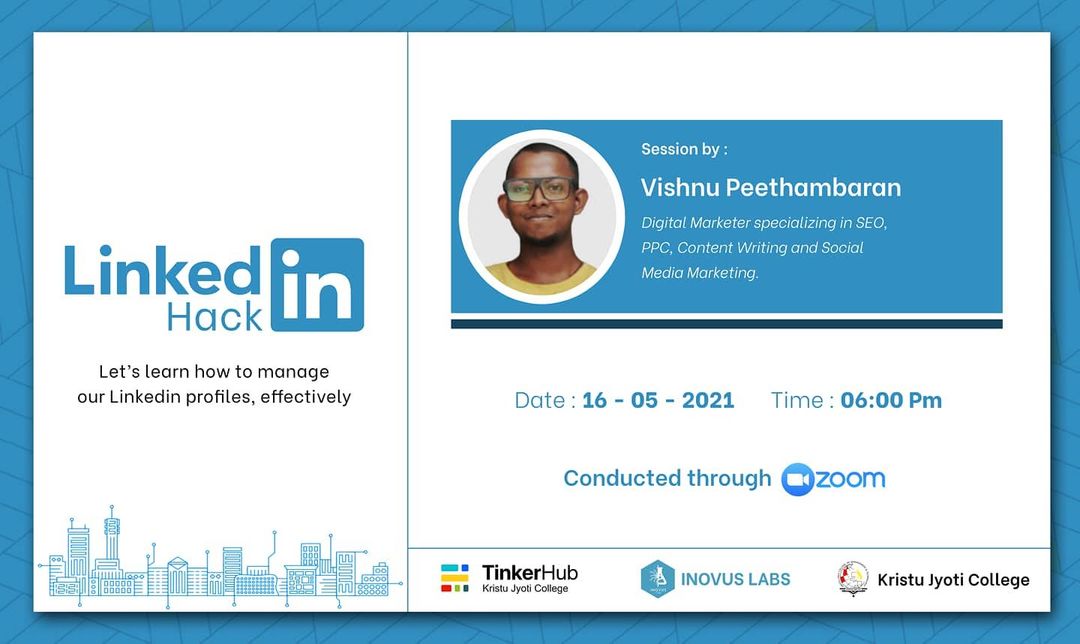 Linked in
Hack
Let's learn how to manage
our Linkedin profiles, effectively
Session by :
Vishnu Peethambaran
Digital Marketer specializing in SEO,
PPC, Content Writing and Social
Media Marketing.
Date : 16 - 05 - 2021 Time : 06:00 Pm
Conducted through zoom
TinkerHub
Kristu Jyoti College
INOVUS
INOVUS LABS
Kristu Jyoti College